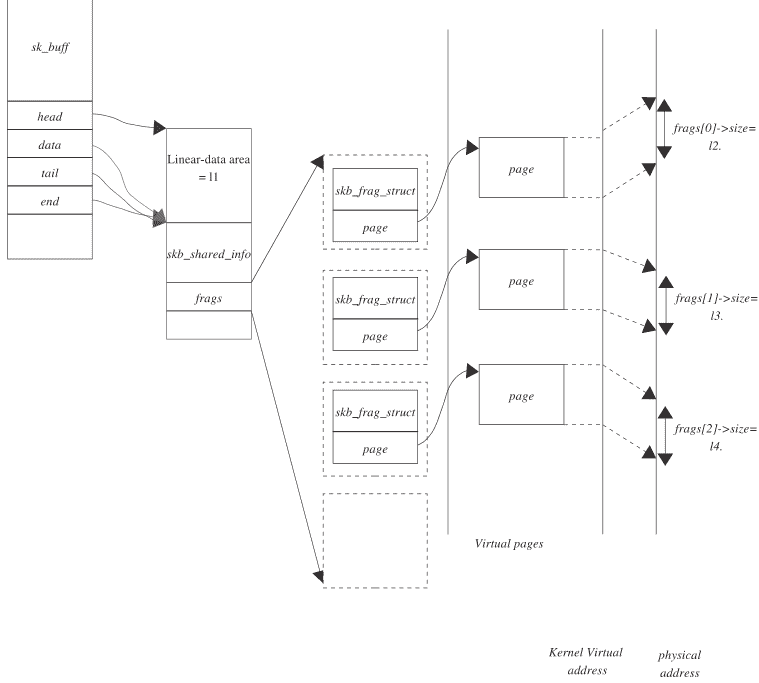 sk_buff
head
data
tail
end
Linear-data area
= l1
skb_shared_info
frags
skb_frag_struct
page
skb_frag_struct
page
skb_frag_struct
page
page
page
page
frags[0]->size=
l2.
frags[1]->size=
l3.
frags[2]->size=
l4.
Virtual pages
Kernel Virtual
address
physical
address